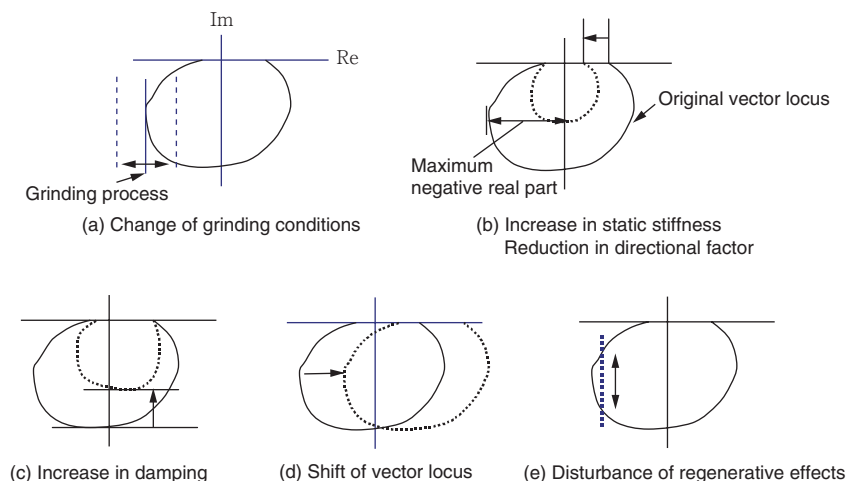 Im
Re
Grinding process
(a) Change of grinding conditions
Original vector locus
Maximum
negative real part
(b) Increase in static stiffness
Reduction in directional factor
(c) Increase in damping
(d) Shift of vector locus
(e) Disturbance of regenerative effects